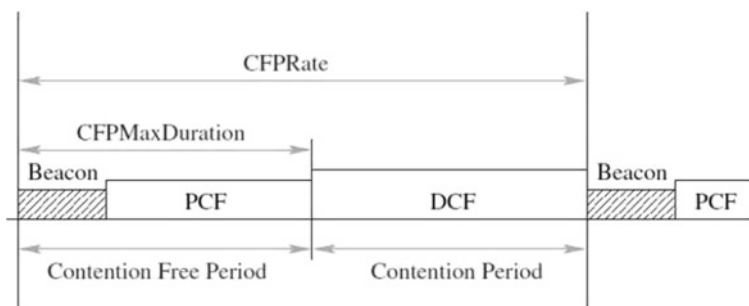 CFPRate
CFPMaxDuration
Beacon Beacon
PCF DCF PCF
Contention Free Period Contention Period